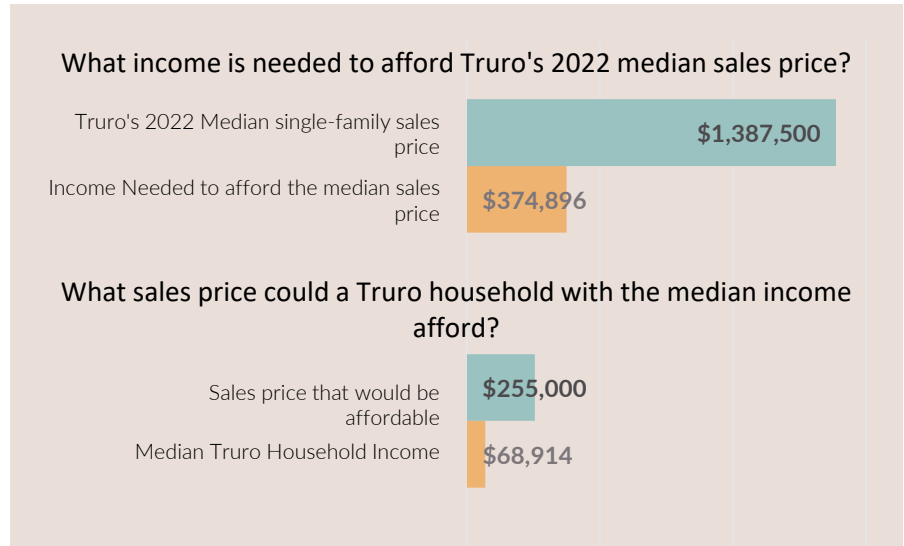 What income is needed to afford Truro's 2022 median sales price?
Truro's 2022 Median single-family sales
price
$1,387,500
Income Needed to afford the median sales
price
$374,896
What sales price could a Truro household with the median income
afford?
Sales price that would be
affordable
$255,000
Median Truro Household Income
$68,914